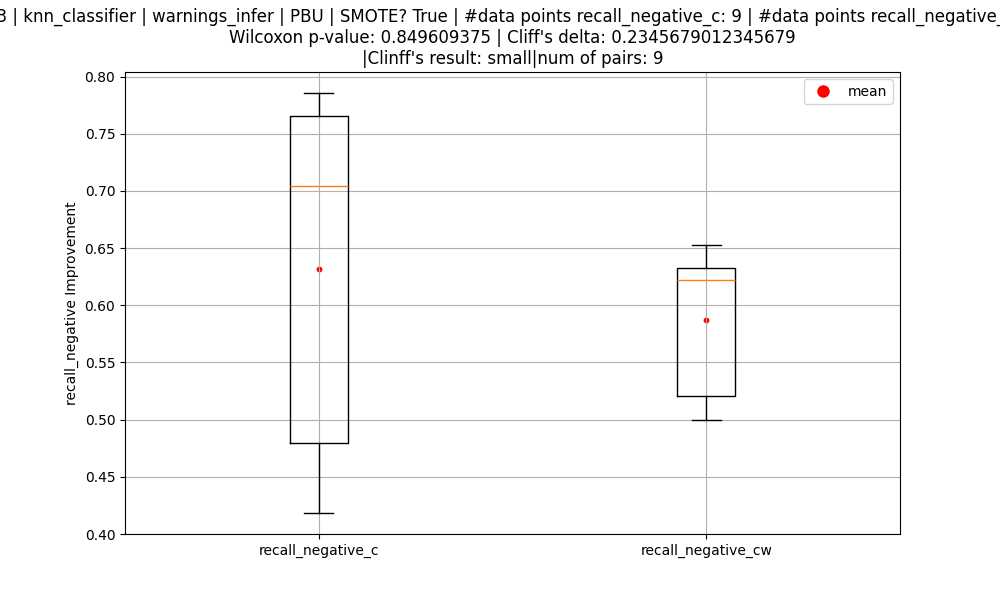 3 | knn_classifier | warnings_infer | PBU | SMOTE? True | #data points recall_negative_c: 9 | #data points recall_negative_
Wilcoxon p-value: 0.849609375 | Cliff's delta: 0.2345679012345679
|Clinff's result: small|num of pairs: 9
mean
0.80
0.75
0.70
0.65
0.60
0.55
0.50
0.45
0.40
recall_negative Improvement
recall_negative_c
recall_negative_cw